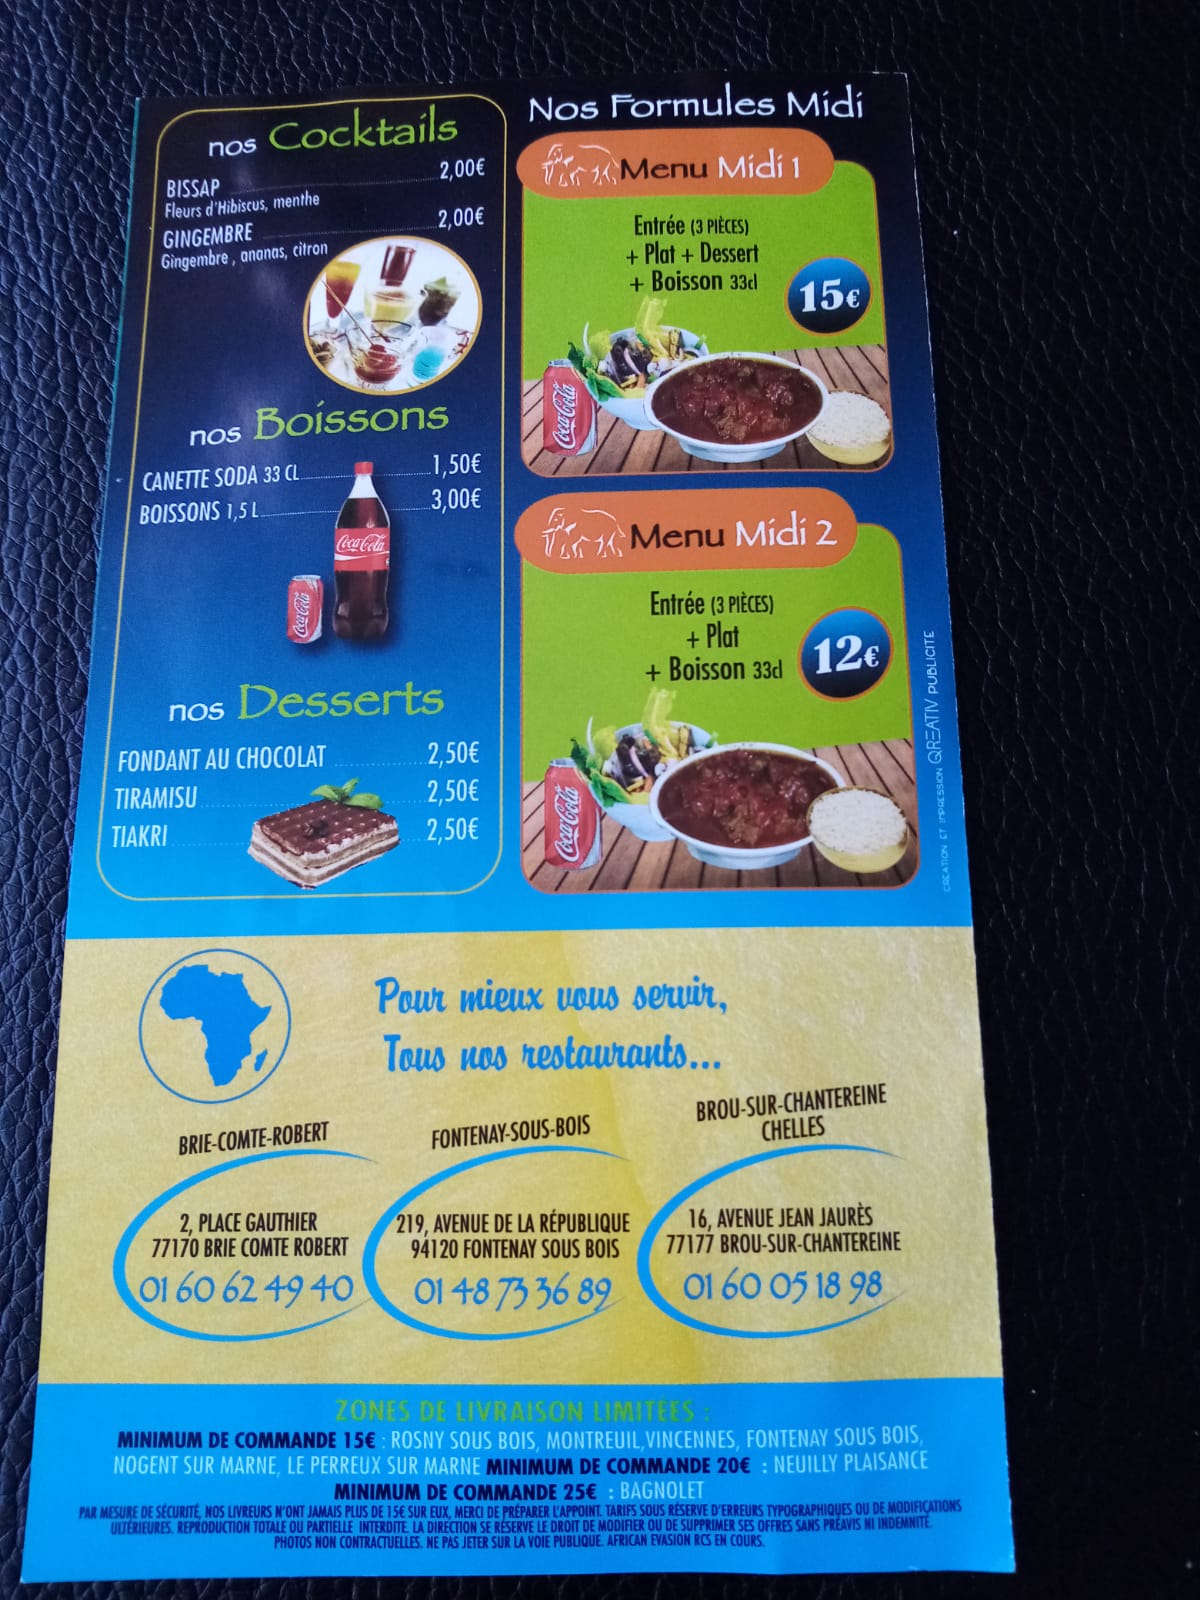 nos Cocktails
BISSAP 2,00€
Fleurs d'Hibiscus, menthe
GINGEMBRE 2,00€
Gingembre , ananas, citron
nos Boissons
CANETTE SODA 33 CL 1,50€
BOISSONS 1,5 L 3,00€
Coca-Cola
Coca-Cola
nos Desserts
FONDANT AU CHOCOLAT 2,50€
TIRAMISU 2,50€
TIAKRI 2,50€
Nos Formules Midi
Menu Midi 1
Entrée (3 PIÈCES)
+ Plat + Dessert
+ Boisson 33cl
15€
Coca-Cola
Menu Midi 2
Entrée (3 PIÈCES)
+ Plat
+ Boisson 33cl
12€
Coca-Cola
CREATION ET IMPRESSION QREATIV PUBLICITE
Pour mieux vous servir,
Tous nos restaurants...
BRIE-COMTE-ROBERT
2, PLACE GAUTHIER
77170 BRIE COMTE ROBERT
01 60 62 49 40
FONTENAY-SOUS-BOIS
219, AVENUE DE LA RÉPUBLIQUE
94120 FONTENAY SOUS BOIS
01 48 73 36 89
BROU-SUR-CHANTEREINE
CHELLES
16, AVENUE JEAN JAURÈS
77177 BROU-SUR-CHANTEREINE
01 60 05 18 98
ZONES DE LIVRAISON LIMITÉES :
MINIMUM DE COMMANDE 15€ : ROSNY SOUS BOIS, MONTREUIL,VINCENNES, FONTENAY SOUS BOIS,
NOGENT SUR MARNE, LE PERREUX SUR MARNE MINIMUM DE COMMANDE 20€ : NEUILLY PLAISANCE
MINIMUM DE COMMANDE 25€ : BAGNOLET
PAR MESURE DE SÉCURITÉ, NOS LIVREURS N'ONT JAMAIS PLUS DE 15€ SUR EUX, MERCI DE PRÉPARER L'APPOINT. TARIFS SOUS RÉSERVE D'ERREURS TYPOGRAPHIQUES OU DE MODIFICATIONS
ULTÉRIEURES. REPRODUCTION TOTALE OU PARTIELLE INTERDITE. LA DIRECTION SE RÉSERVE LE DROIT DE MODIFIER OU DE SUPPRIMER SES OFFRES SANS PRÉAVIS NI INDEMNITÉ.
PHOTOS NON CONTRACTUELLES. NE PAS JETER SUR LA VOIE PUBLIQUE. AFRICAN EVASION RCS EN COURS.